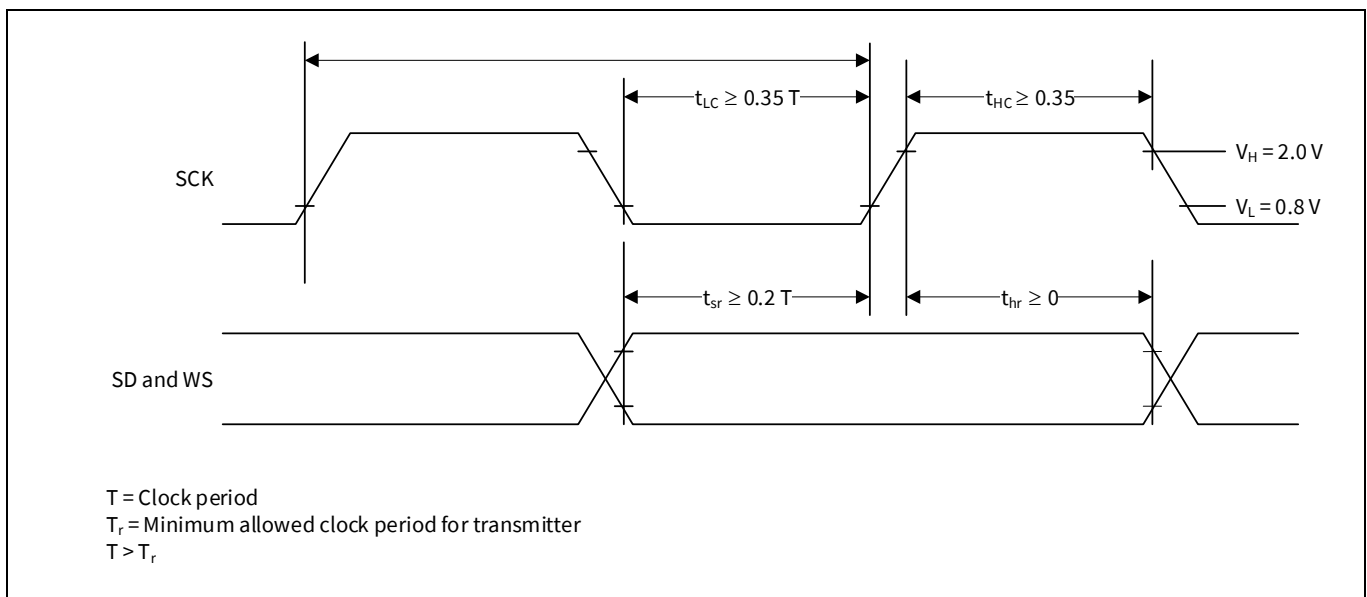 t_LC ≥ 0.35 T
t_HC ≥ 0.35
V_H = 2.0 V
SCK
V_L = 0.8 V
t_sr ≥ 0.2 T
t_hr ≥ 0
SD and WS
T = Clock period
T_r = Minimum allowed clock period for transmitter
T > T_r